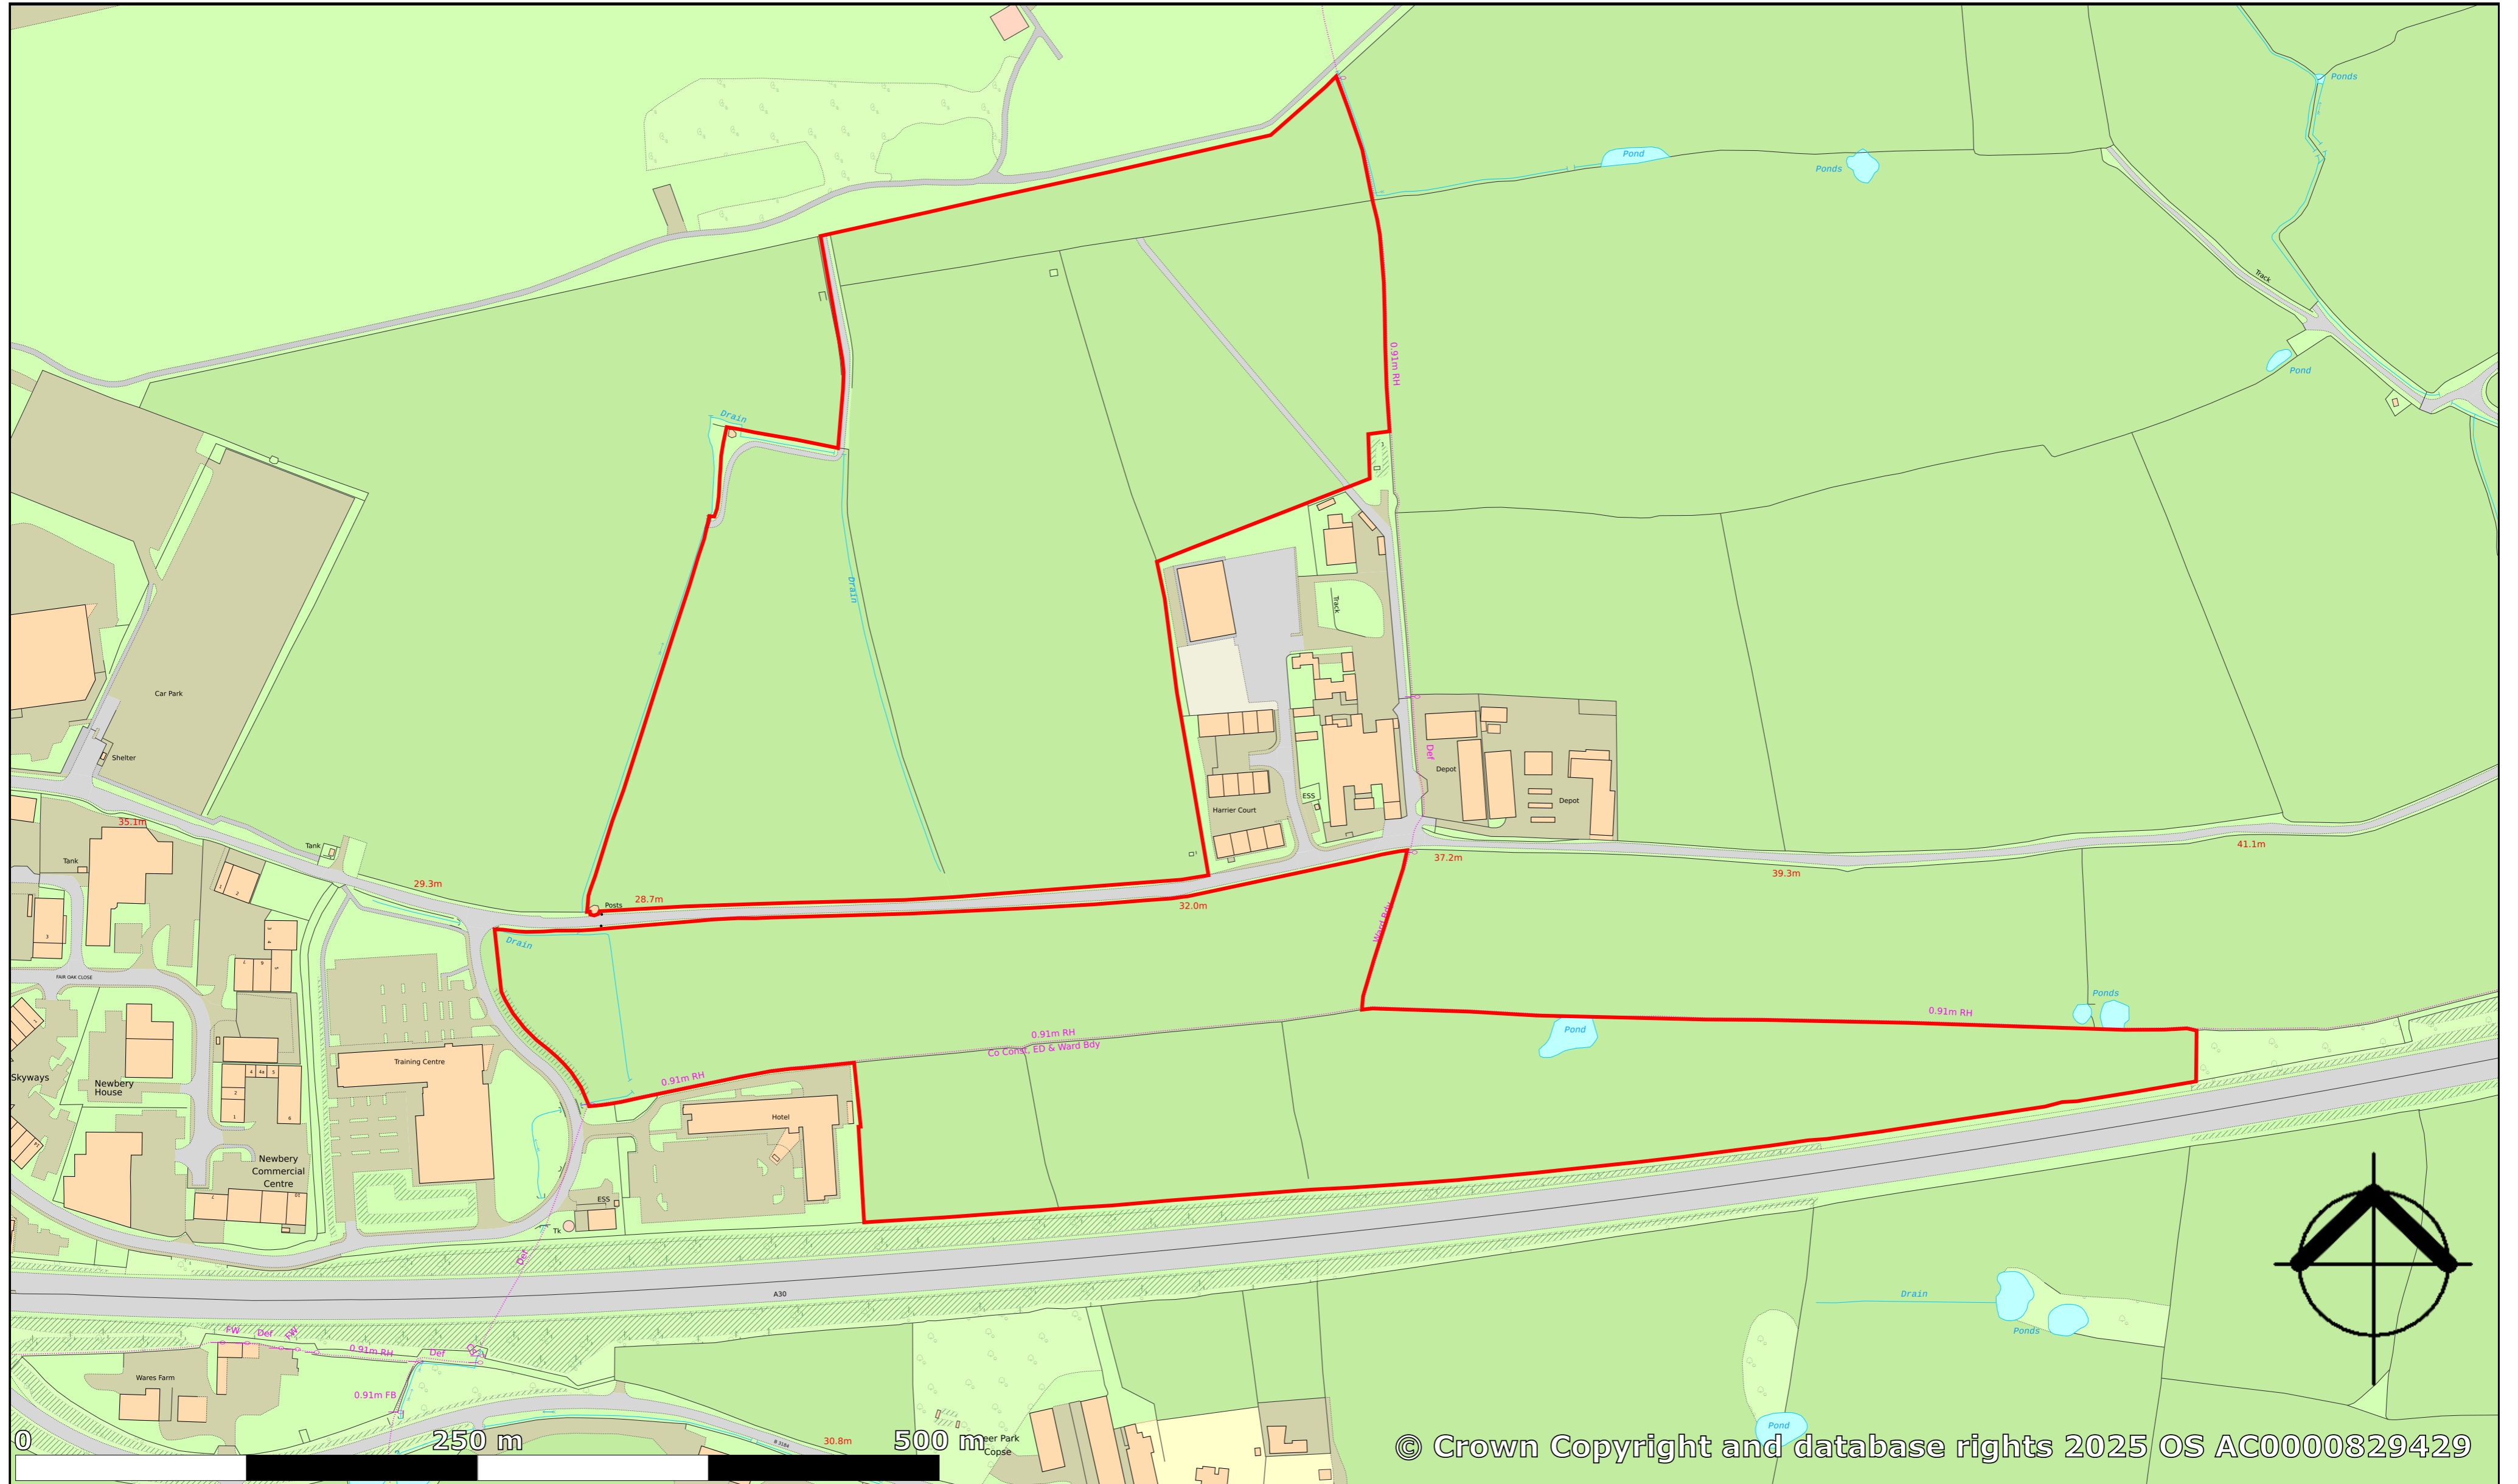 Ponds
Pond
Ponds
Track
0.91m RH
Pond
Drain
Drain
Track
Car Park
Shelter
Def
Depot
Depot
ESS
Harrier Court
35.1m
Tank
Tank
29.3m
28.7m
Posts
32.0m
37.2m
39.3m
41.1m
Ward Bdy
Drain
FAIR OAK CLOSE
Ponds
0.91m RH
Pond
0.91m RH
Co Const, ED & Ward Bdy
0.91m RH
Training Centre
Hotel
Skyways
Newbery
House
Newbery
Commercial
Centre
ESS
Tk
Def
A30
Drain
Ponds
FW
Def
FW
0.91m RH
Def
Wares Farm
0.91m FB
Pond
B 3184
30.8m
eer Park
Copse
0
250 m
500 m
© Crown Copyright and database rights 2025 OS AC0000829429